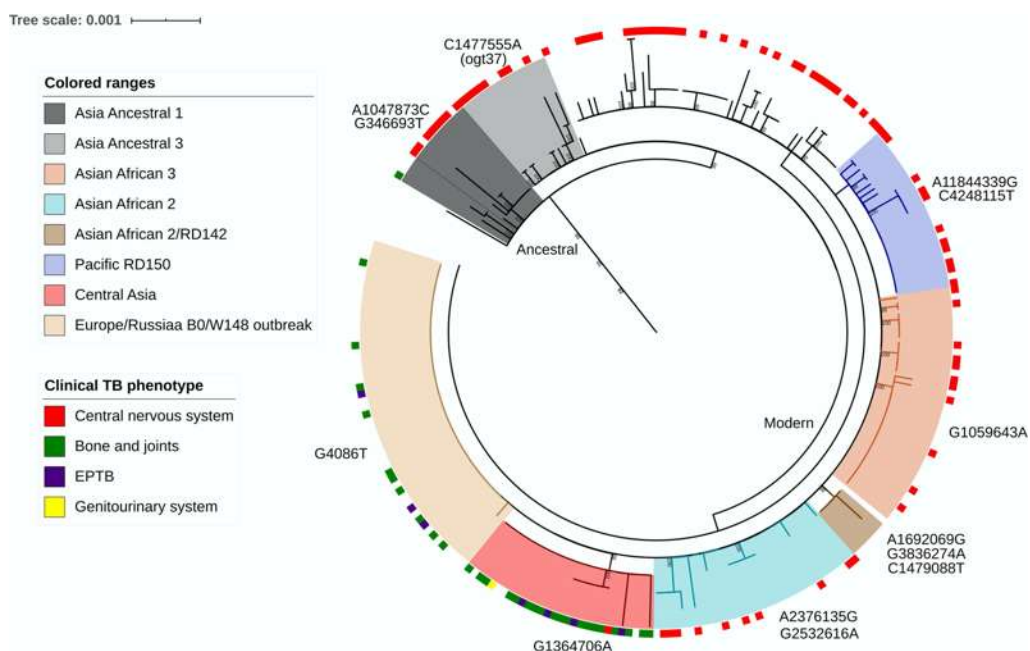 Tree scale: 0.001
Colored ranges
Asia Ancestral 1
Asia Ancestral 3
Asian African 3
Asian African 2
Asian African 2/RD142
Pacific RD150
Central Asia
Europe/Russiaa B0/W148 outbreak
Clinical TB phenotype
Central nervous system
Bone and joints
EPTB
Genitourinary system
C1477555A
(ogt37)
A1047873C
G346693T
A11844339G
C4248115T
Ancestral
Modern
G1059643A
G4086T
A1692069G
G3836274A
C1479088T
A2376135G
G2532616A
G1364706A